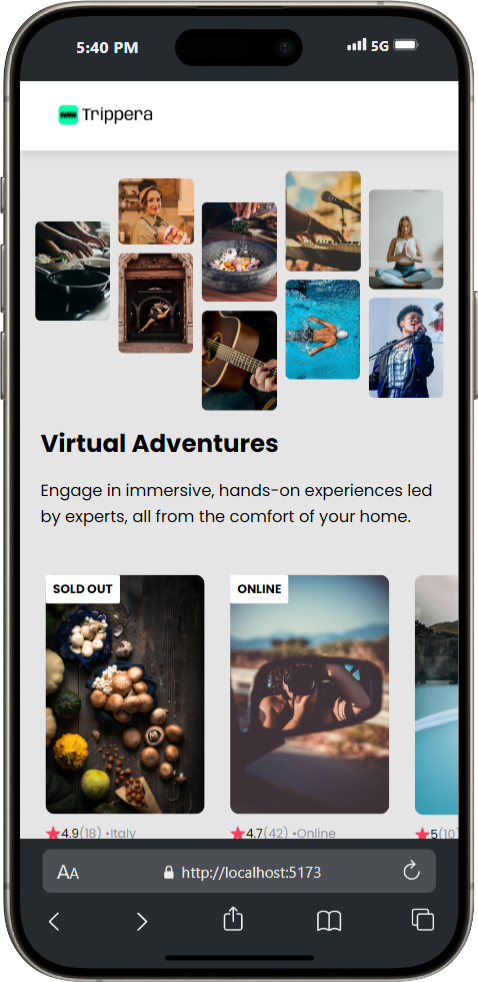 5:40 PM
5G
Trippera
Virtual Adventures
Engage in immersive, hands-on experiences led
by experts, all from the comfort of your home.
SOLD OUT
ONLINE
4.9(18) •Italy
4.7(42) •Online
5(10)
AA
http://localhost:5173